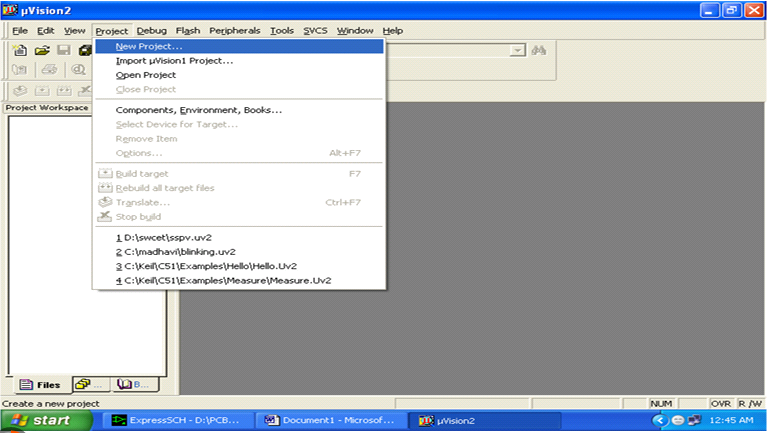 µVision2
File Edit View Project Debug Flash Peripherals Tools SVCS Window Help
New Project...
Import µVision1 Project...
Open Project
Close Project
Components, Environment, Books...
Select Device for Target...
Remove Item
Options... Alt+F7
Build target F7
Rebuild all target files
Translate... Ctrl+F7
Stop build
1 D:\swcet\sspv.uv2
2 C:\madhavi\blinking.uv2
3 C:\Keil\C51\Examples\Hello\Hello.Uv2
4 C:\Keil\C51\Examples\Measure\Measure.Uv2
Project Workspace
Files ... B...
Create a new project NUM OVR R /W
start ExpressSCH - D:\PCB... Document1 - Microsof... µVision2 12:45 AM